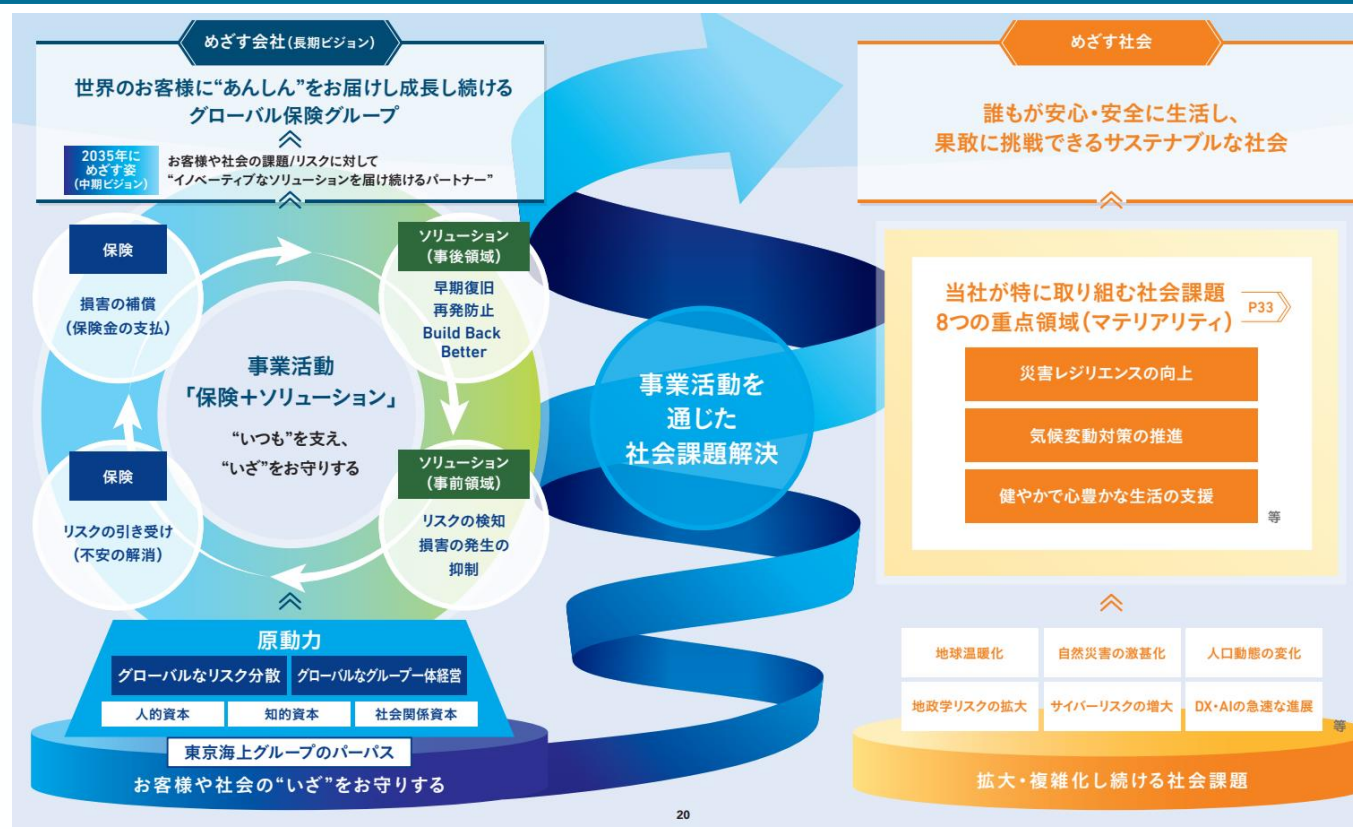 めざす会社(長期ビジョン)
世界のお客様に“あんしん”をお届けし成長し続ける
グローバル保険グループ
2035年に
めざす姿
(中期ビジョン)
お客様や社会の課題/リスクに対して
“イノベーティブなソリューションを届け続けるパートナー”
保険
損害の補償
(保険金の支払)
ソリューション
(事後領域)
早期復旧
再発防止
Build Back
Better
事業活動
「保険+ソリューション」
“いつも”を支え、
“いざ”をお守りする
保険
リスクの引き受け
(不安の解消)
ソリューション
(事前領域)
リスクの検知
損害の発生の
抑制
原動力
グローバルなリスク分散
グローバルなグループ一体経営
人的資本
知的資本
社会関係資本
東京海上グループのパーパス
お客様や社会の“いざ”をお守りする
事業活動を
通じた
社会課題解決
めざす社会
誰もが安心・安全に生活し、
果敢に挑戦できるサステナブルな社会
当社が特に取り組む社会課題
8つの重点領域(マテリアリティ)
P33
災害レジリエンスの向上
気候変動対策の推進
健やかで心豊かな生活の支援
等
地球温暖化
自然災害の激甚化
人口動態の変化
地政学リスクの拡大
サイバーリスクの増大
DX・AIの急速な進展
等
拡大・複雑化し続ける社会課題
20